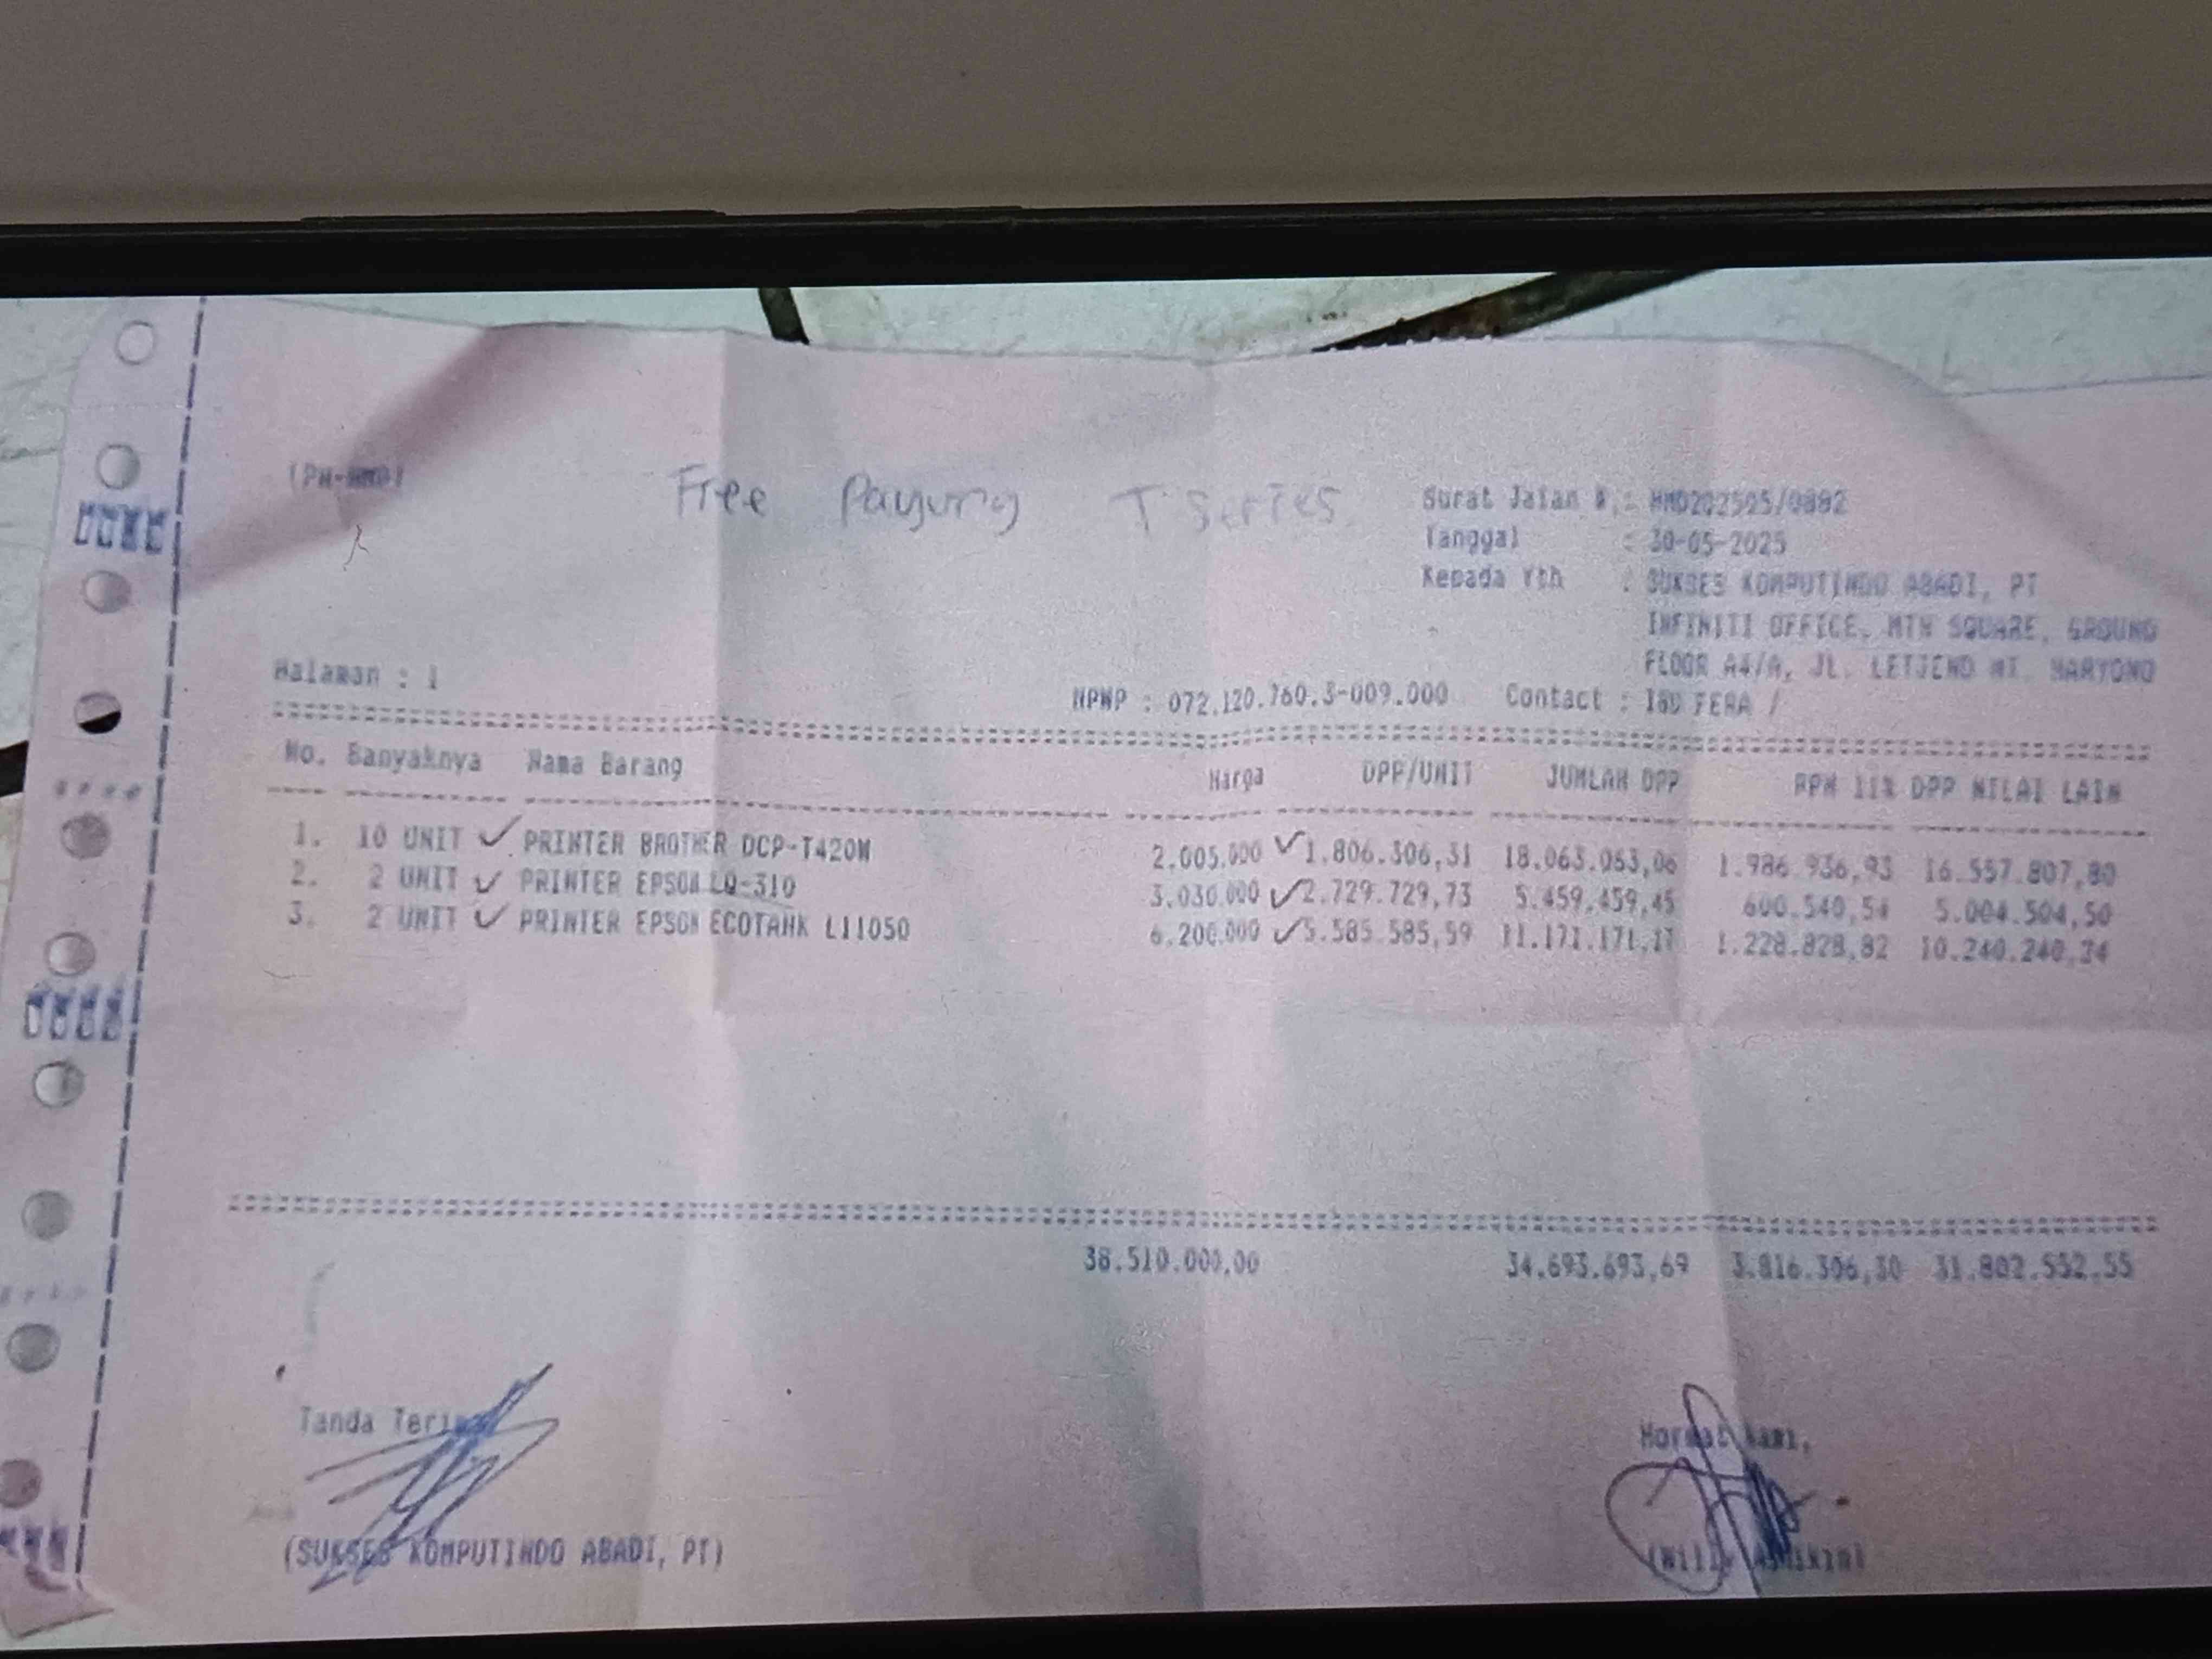 Free Payung T Series.
Surat Jalan #.: HMD202505/0882
Tanggal : 30-05-2025
Kepada Yth : SUKSES KOMPUTINDO ABADI, PT
INFINITI OFFICE, MTH SQUARE, GROUND
FLOOR A4/A, JL. LETJEND MT. HARYONO
Halaman : 1
NPWP : 072.120.760.3-009.000 Contact : IBU FERA /
No. Banyaknya Nama Barang Harga DPP/UNIT JUMLAH DPP PPN 11% DPP NILAI LAIN
1. 10 UNIT PRINTER BROTHER DCP-T420W 2.005.000 1.806.306,31 18.063.063,06 1.986.936,93 16.557.807,80
2. 2 UNIT PRINTER EPSON LQ-310 3.030.000 2.729.729,73 5.459.459,45 600.540,54 5.004.504,50
3. 2 UNIT PRINTER EPSON ECOTANK L11050 6.200.000 5.585.585,59 11.171.171,17 1.228.828,82 10.240.240,24
38.510.000,00 34.693.693,69 3.816.306,30 31.802.552,55
Tanda Terima
Hormat Kami,
(SUKSES KOMPUTINDO ABADI, PT)